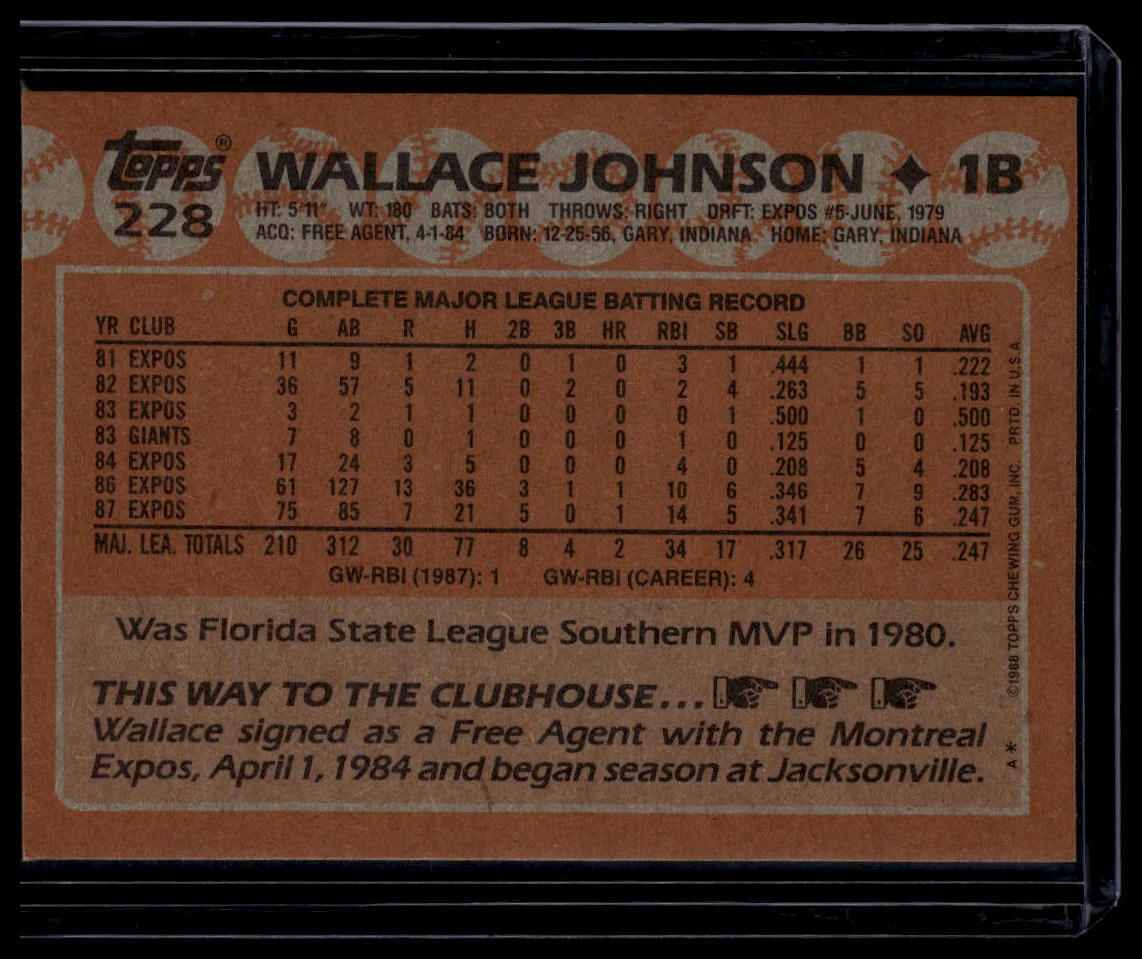 topps® WALLACE JOHNSON ♦ 1B
228 HT: 5'11" WT: 180 BATS: BOTH THROWS: RIGHT DRFT: EXPOS #5-JUNE, 1979
ACQ: FREE AGENT, 4-1-84 BORN: 12-25-56, GARY, INDIANA HOME: GARY, INDIANA
COMPLETE MAJOR LEAGUE BATTING RECORD
YR CLUB G AB R H 2B 3B HR RBI SB SLG BB SO AVG
81 EXPOS 11 9 1 2 0 1 0 3 1 .444 1 1 .222
82 EXPOS 36 57 5 11 0 2 0 2 4 .263 5 5 .193
83 EXPOS 3 2 1 1 0 0 0 0 1 .500 1 0 .500
83 GIANTS 7 8 0 1 0 0 0 1 0 .125 0 0 .125
84 EXPOS 17 24 3 5 0 0 0 4 0 .208 5 4 .208
86 EXPOS 61 127 13 36 3 1 1 10 6 .346 7 9 .283
87 EXPOS 75 85 7 21 5 0 1 14 5 .341 7 6 .247
MAJ. LEA. TOTALS 210 312 30 77 8 4 2 34 17 .317 26 25 .247
GW-RBI (1987): 1 GW-RBI (CAREER): 4
Was Florida State League Southern MVP in 1980.
THIS WAY TO THE CLUBHOUSE...
Wallace signed as a Free Agent with the Montreal
Expos, April 1, 1984 and began season at Jacksonville.
A* ©1988 TOPPS CHEWING GUM, INC. PRTD. IN U.S.A.